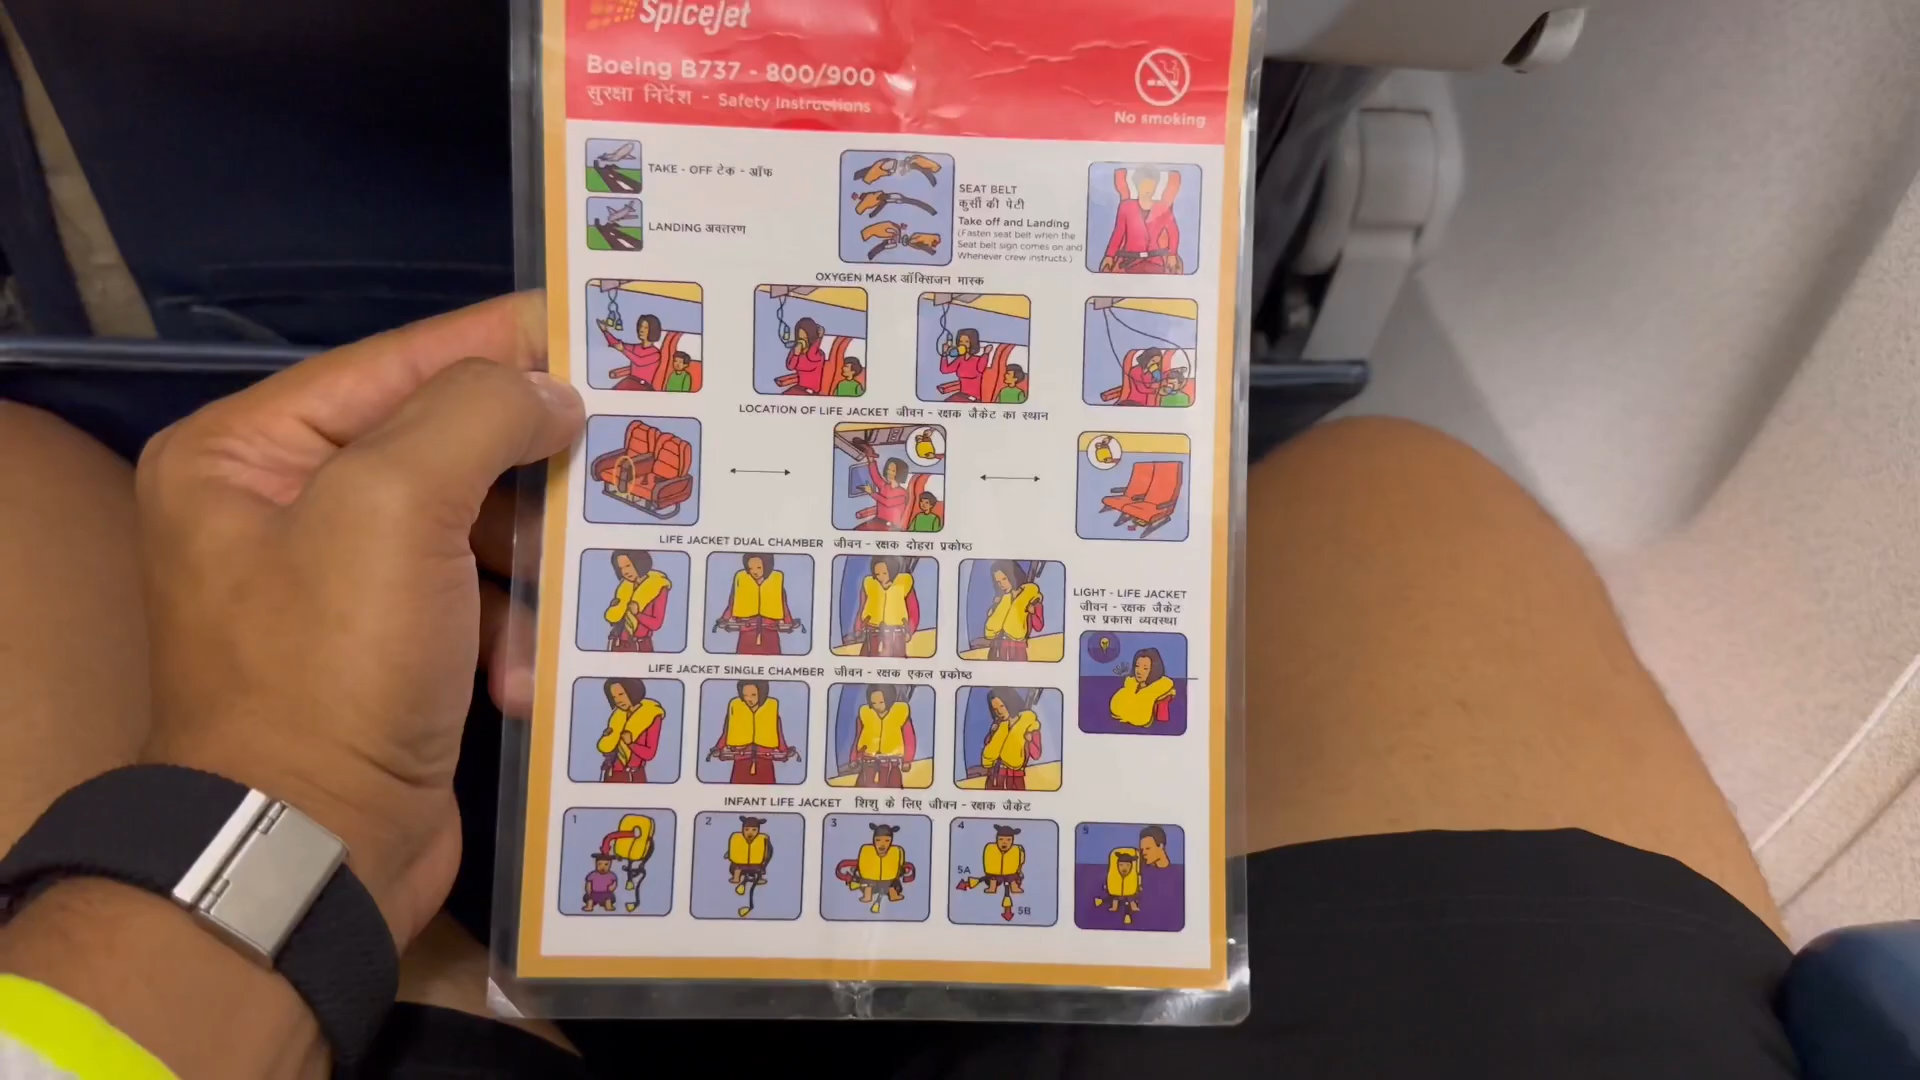 SpiceJet
Boeing B737 - 800/900
सुरक्षा निर्देश - Safety Instructions
No smoking
TAKE - OFF टेक - ऑफ
LANDING अवतरण
SEAT BELT
कुर्सी की पेटी
Take off and Landing
(Fasten seat belt when the
Seat belt sign comes on and
Whenever crew instructs)
OXYGEN MASK ऑक्सिजन मास्क
LOCATION OF LIFE JACKET जीवन - रक्षक जैकेट का स्थान
LIFE JACKET DUAL CHAMBER जीवन - रक्षक दोहरा प्रकोष्ठ
LIGHT - LIFE JACKET
जीवन - रक्षक जैकेट
पर प्रकास व्यवस्था
LIFE JACKET SINGLE CHAMBER जीवन - रक्षक एकल प्रकोष्ठ
INFANT LIFE JACKET शिशु के लिए जीवन - रक्षक जैकेट
1 2 3 4 5
5A
5B